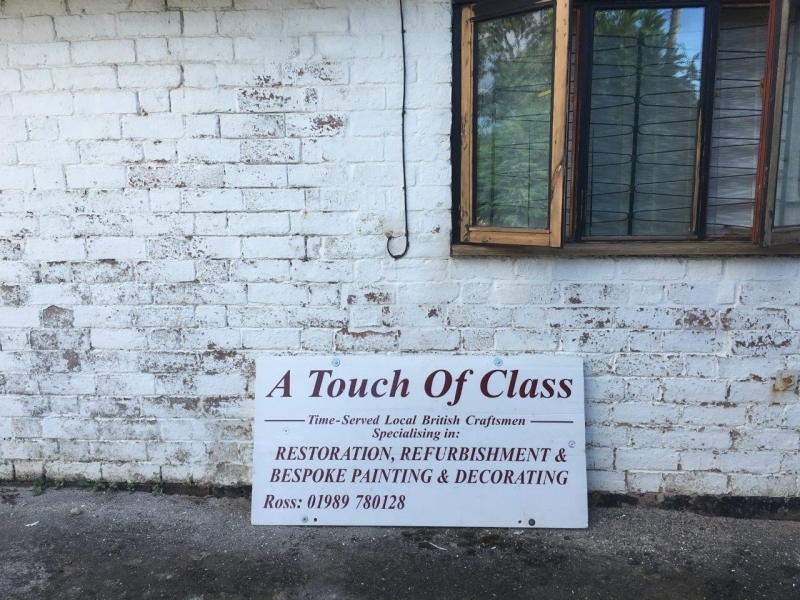 A Touch Of Class
Time-Served Local British Craftsmen
Specialising in:
RESTORATION, REFURBISHMENT &
BESPOKE PAINTING & DECORATING
Ross: 01989 780128